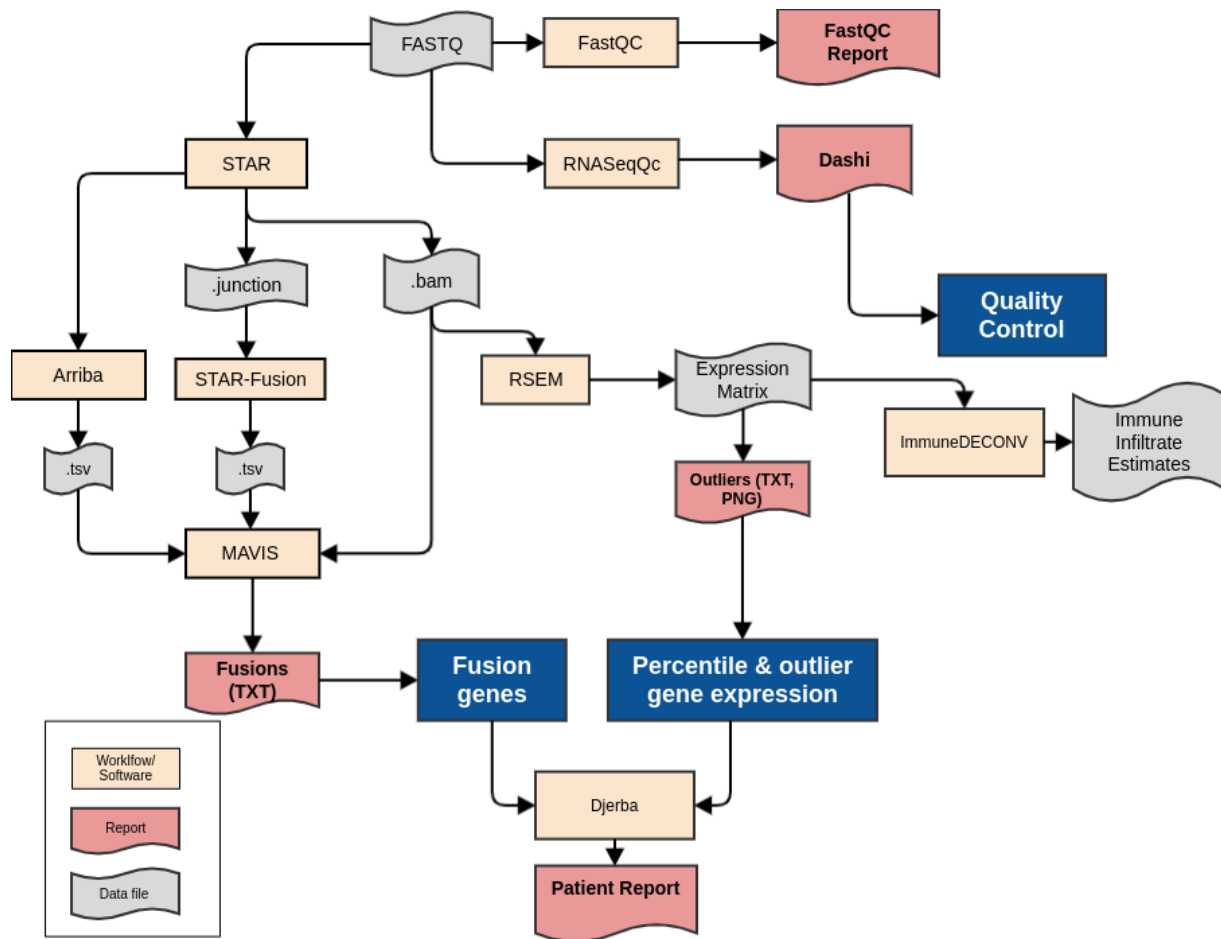 FASTQ
FastQC
FastQC
Report
STAR
RNASeqQc
Dashi
.junction
.bam
Quality
Control
Arriba
STAR-Fusion
RSEM
Expression
Matrix
ImmuneDECONV
Immune
Infiltrate
Estimates
.tsv
.tsv
Outliers (TXT,
PNG)
MAVIS
Fusions
(TXT)
Fusion
genes
Percentile & outlier
gene expression
Worklfow/
Software
Report
Data file
Djerba
Patient Report